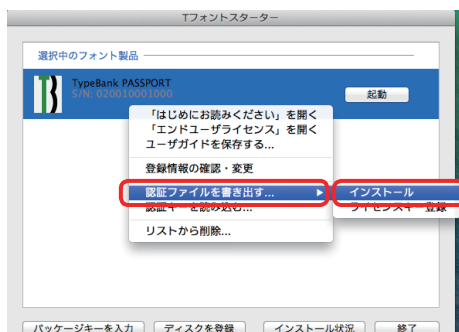 Tフォントスターター
選択中のフォント製品
TypeBank PASSPORT
S/N: 020010001000
起動
「はじめにお読みください」を開く
「エンドユーザライセンス」を開く
ユーザガイドを保存する...
登録情報の確認・変更
認証ファイルを書き出す...
インストール
認証キーを読み込む...
ライセンスキー登録
リストから削除...
パッケージキーを入力
ディスクを登録
インストール状況
終了